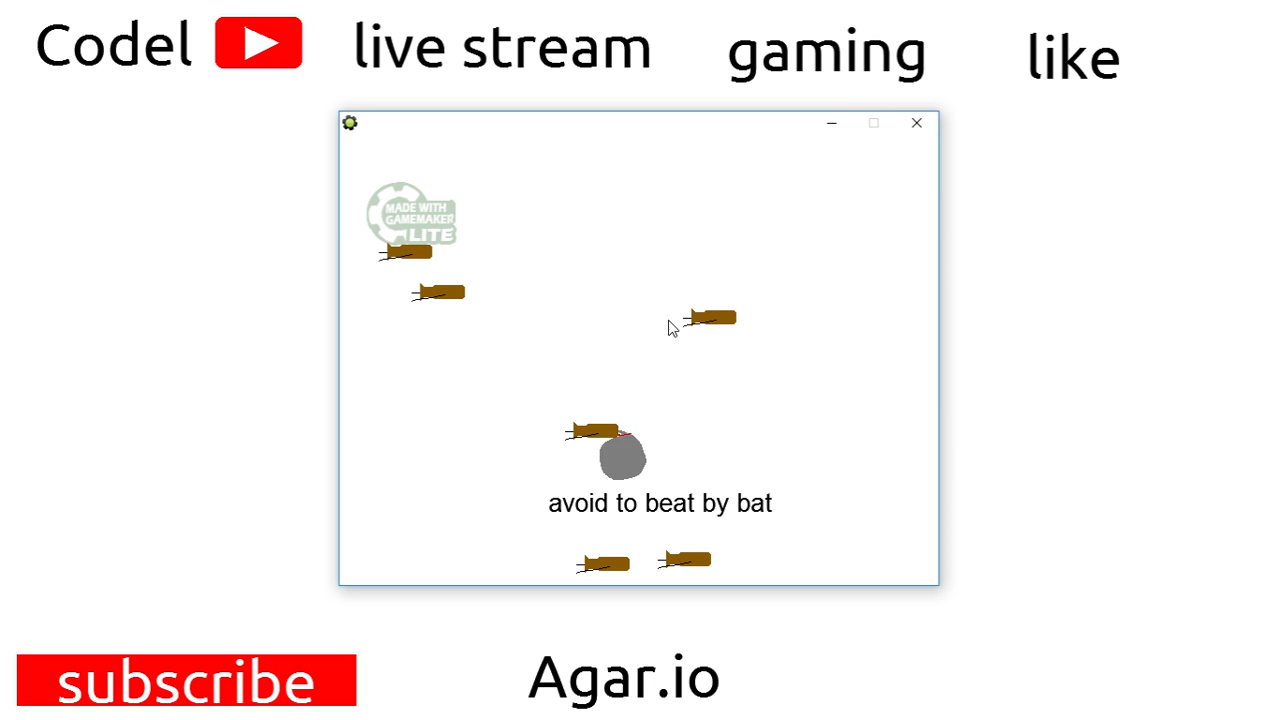 Codel
live stream
gaming
like
MADE WITH
GAMEMAKER
LITE
avoid to beat by bat
subscribe
Agar.io